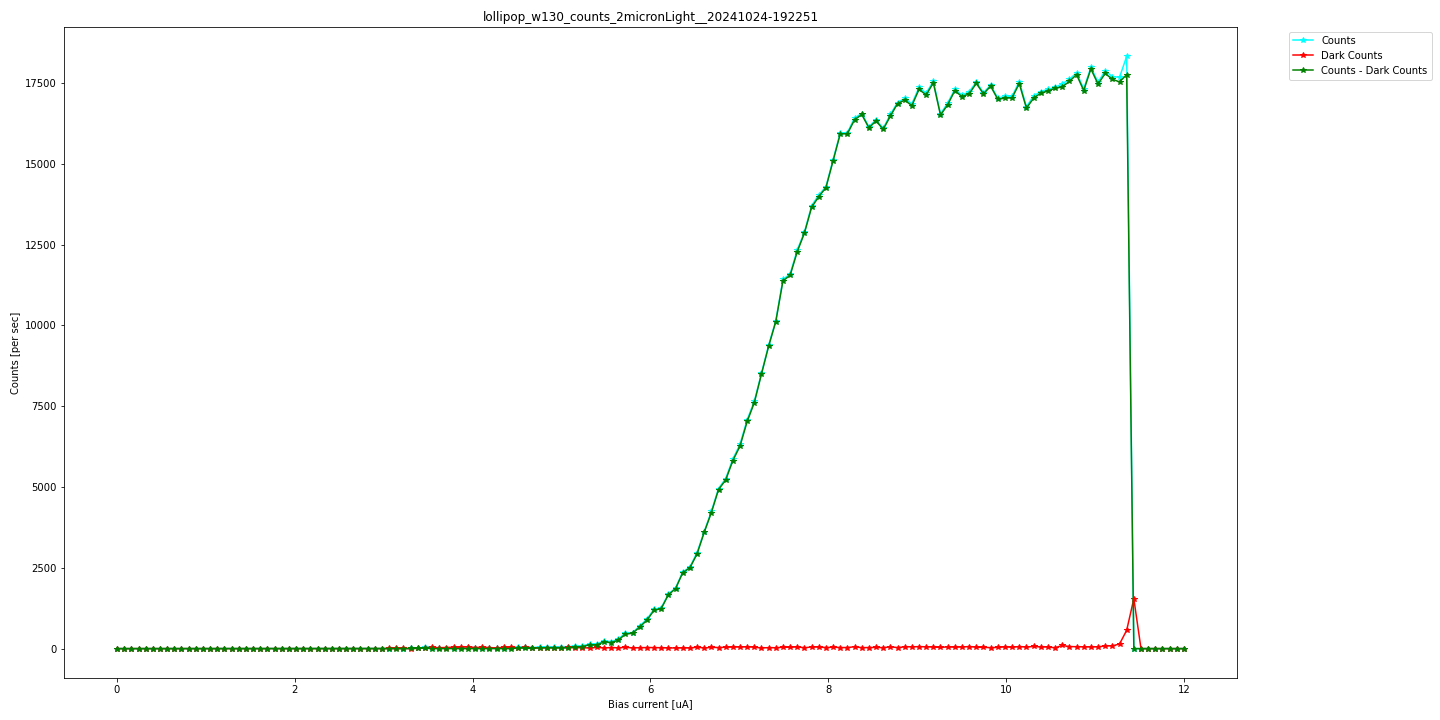 lollipop_w130_counts_2micronLight__20241024-192251
Counts
Dark Counts
Counts - Dark Counts
Counts [per sec]
17500
15000
12500
10000
7500
5000
2500
0
0 2 4 6 8 10 12
Bias current [uA]